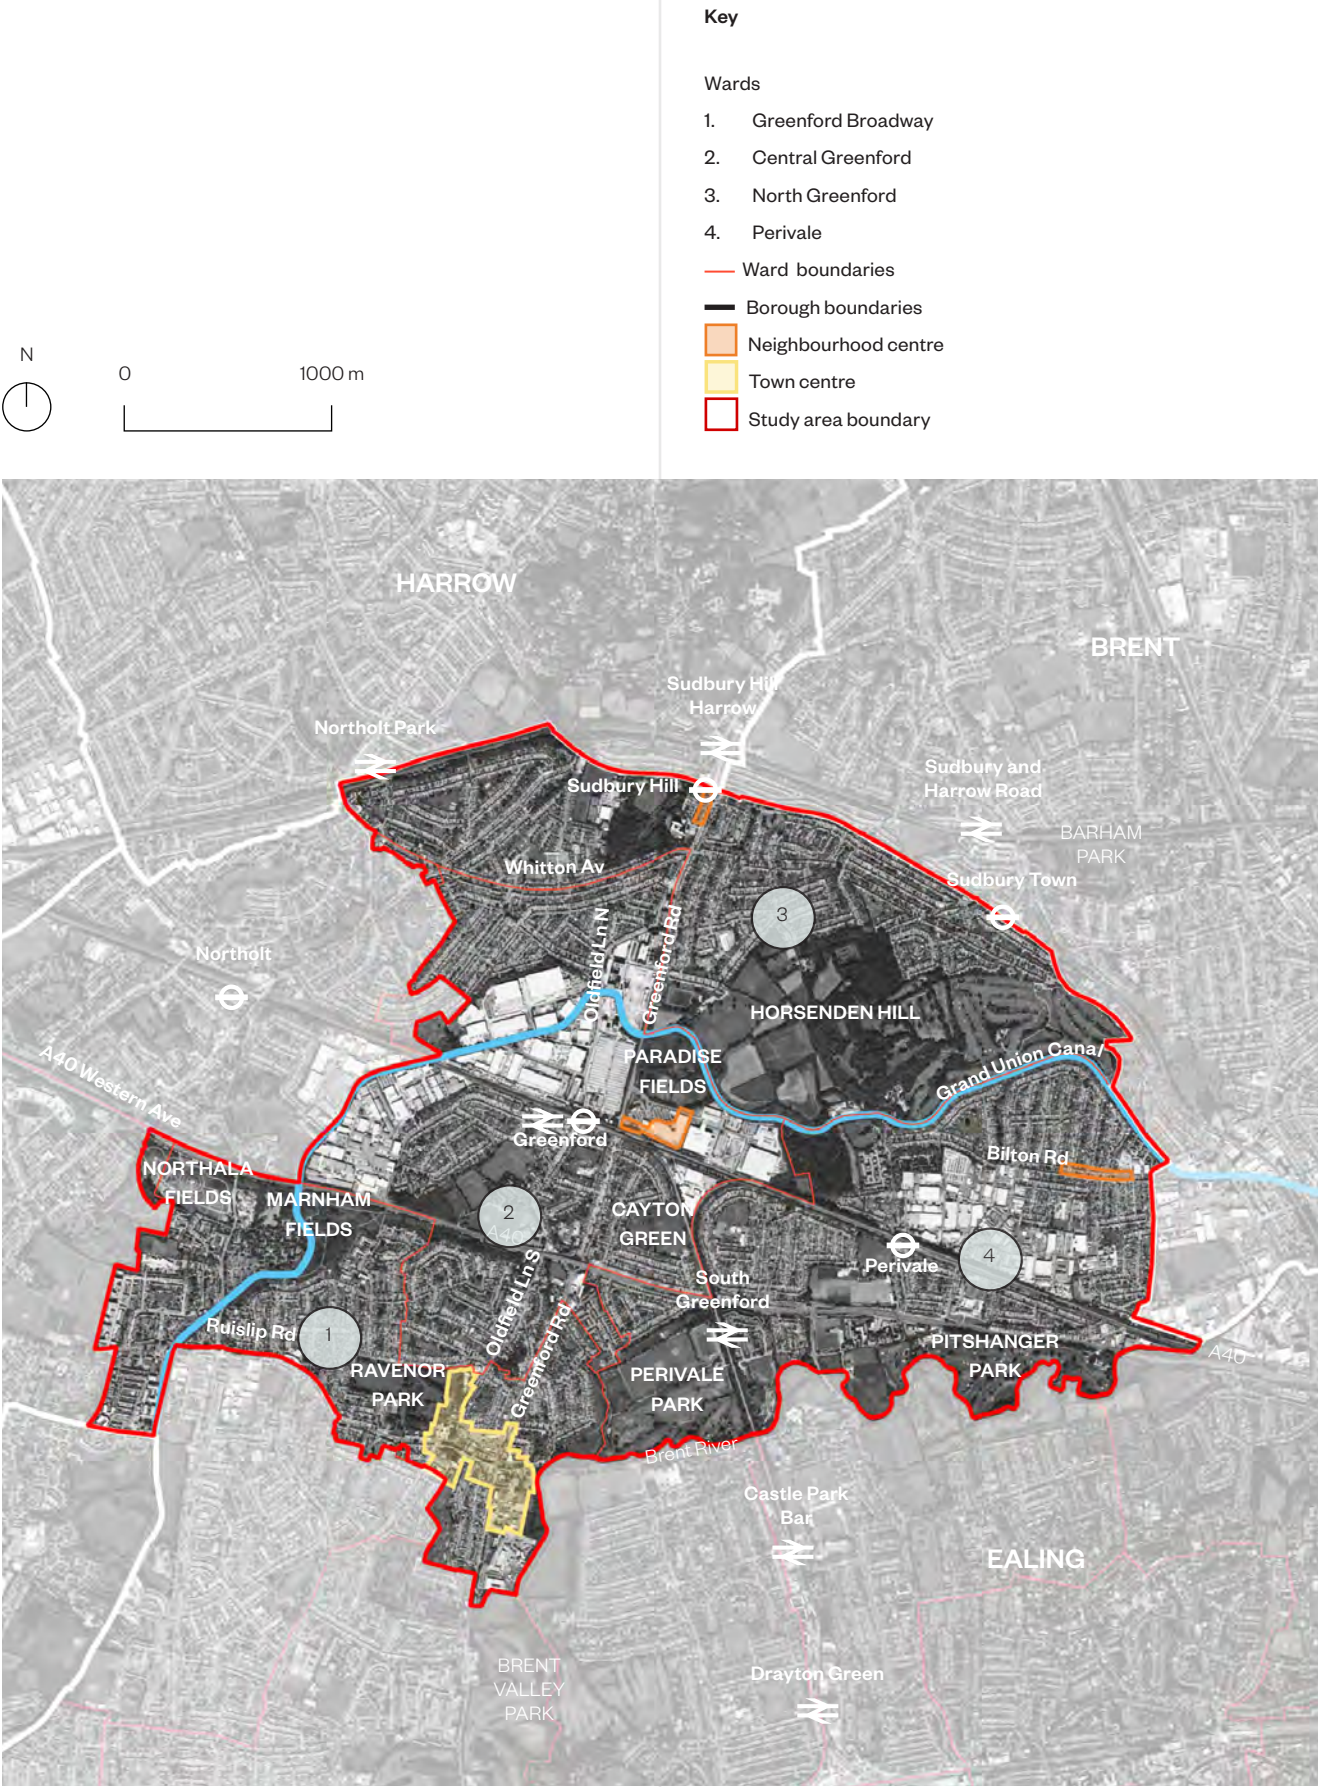 Key
Wards
1. Greenford Broadway
2. Central Greenford
3. North Greenford
4. Perivale
Ward boundaries
Borough boundaries
Neighbourhood centre
Town centre
Study area boundary
N
0 1000 m
HARROW
BRENT
Sudbury Hill
Harrow
Northolt Park
Sudbury Hill
Sudbury and
Harrow Road
BARHAM
PARK
Whitton Av
Sudbury Town
3
Oldfield Ln N
Greenford Rd
Northolt
HORSENDEN HILL
A40 Western Ave
PARADISE
FIELDS
Grand Union Canal
Greenford
Bilton Rd
NORTHALA
FIELDS
MARNHAM
FIELDS
2
A40
CAYTON
GREEN
4
Perivale
South
Greenford
Oldfield Ln S
Greenford Rd
Ruislip Rd
1
RAVENOR
PARK
PERIVALE
PARK
PITSHANGER
PARK
A40
Brent River
Castle Park
Bar
EALING
BRENT
VALLEY
PARK
Drayton Green